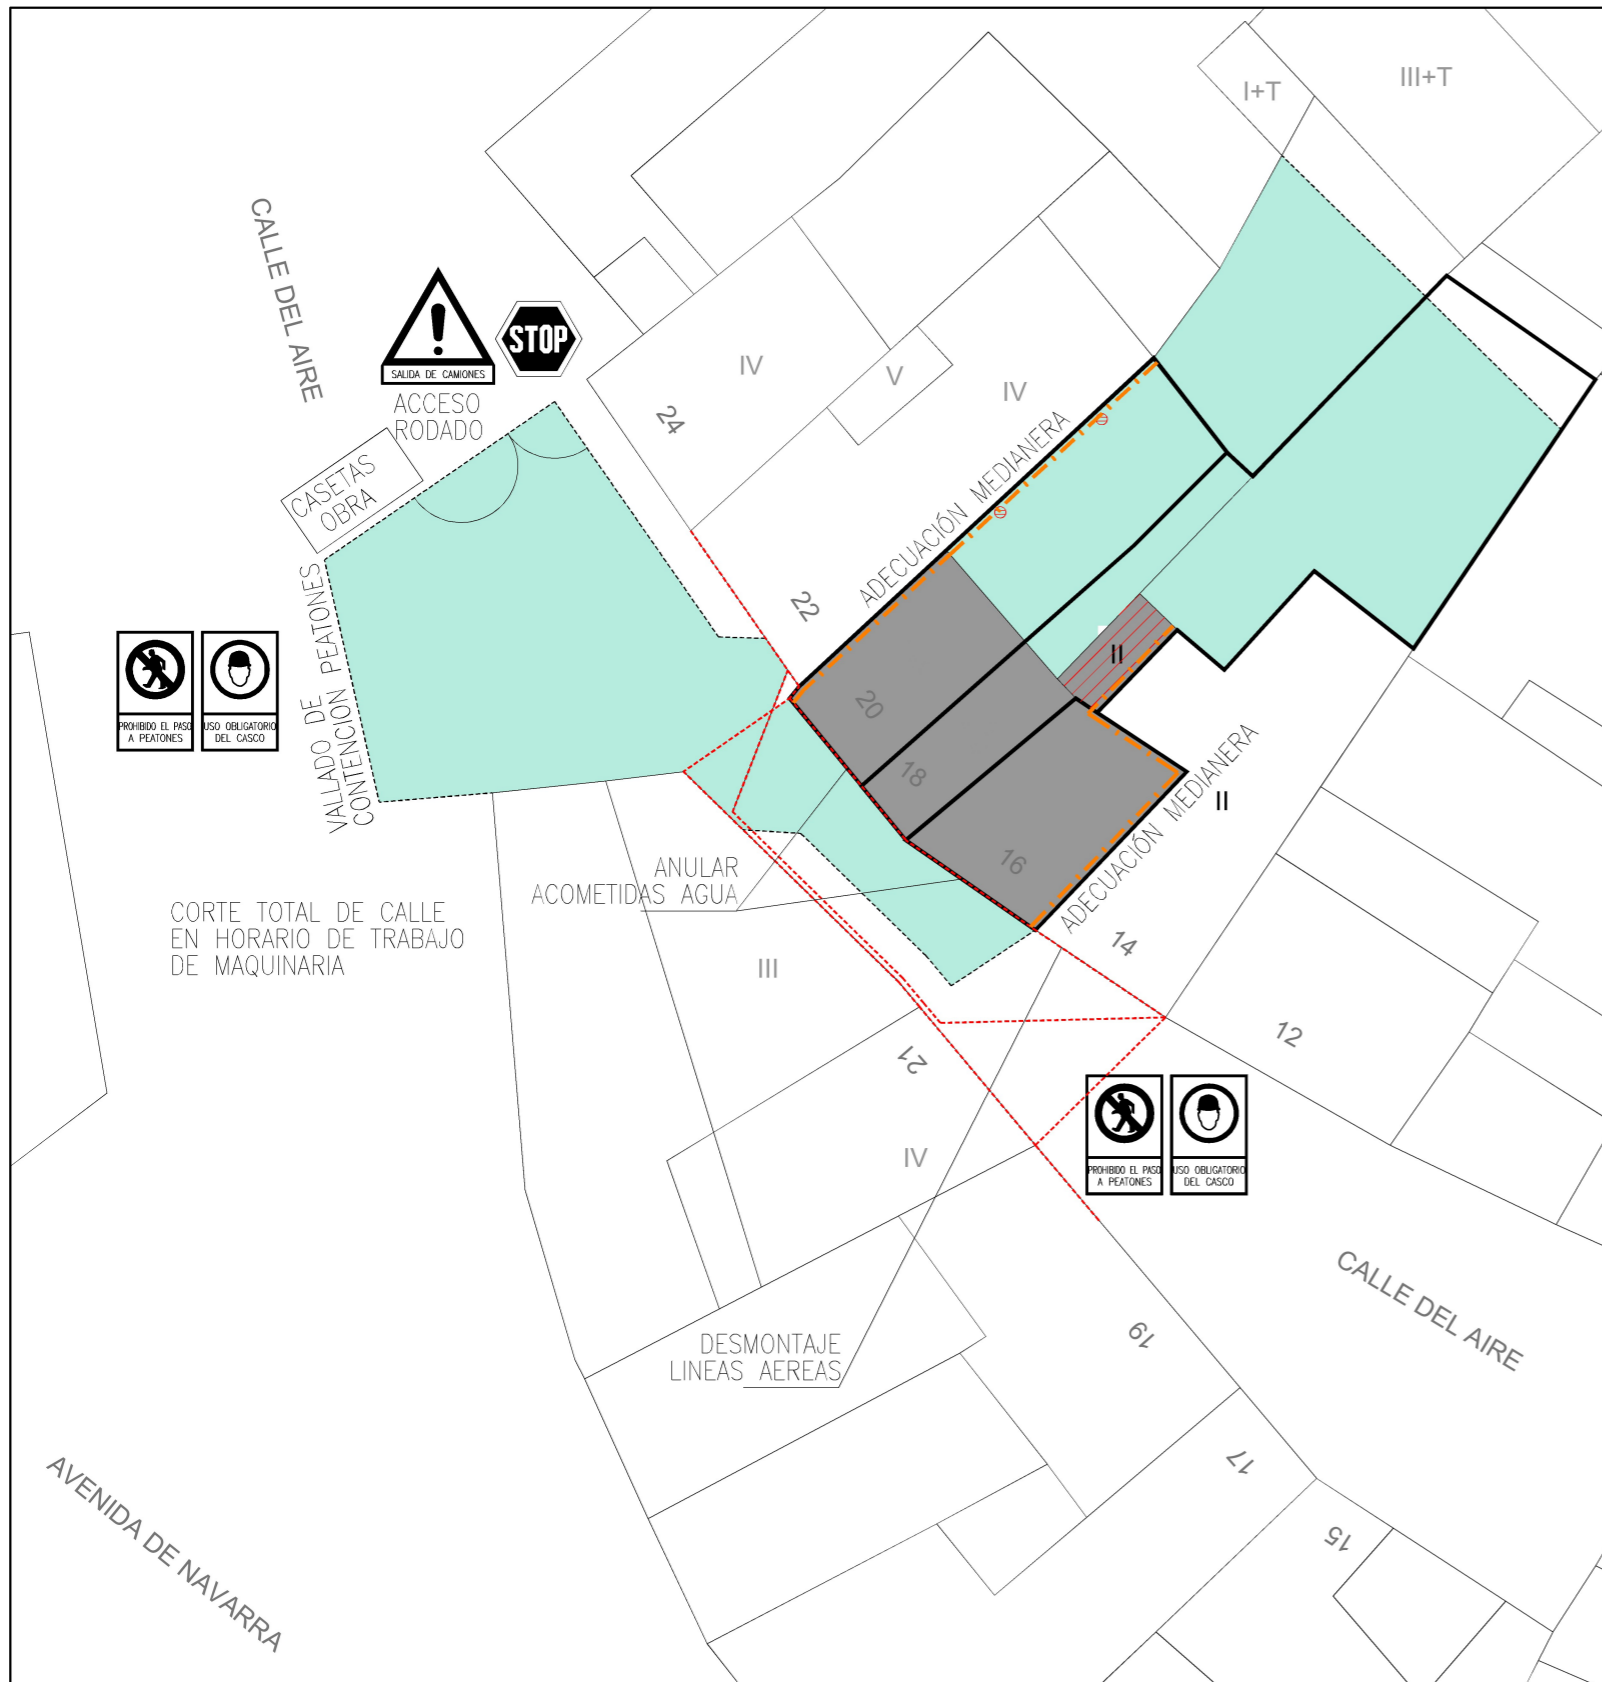 I+T
III+T
CALLE DEL AIRE
STOP
SALIDA DE CAMIONES
ACCESO
RODADO
IV
V
IV
24
CASETAS
OBRA
ADECUACIÓN MEDIANERA
22
VALLADO DE
CONTENCION PEATONES
PROHIBIDO EL PASO
A PEATONES
USO OBLIGATORIO
DEL CASCO
II
20
18
II
ADECUACIÓN MEDIANERA
16
ANULAR
ACOMETIDAS AGUA
CORTE TOTAL DE CALLE
EN HORARIO DE TRABAJO
DE MAQUINARIA
III
14
12
21
PROHIBIDO EL PASO
A PEATONES
USO OBLIGATORIO
DEL CASCO
IV
CALLE DEL AIRE
DESMONTAJE
LINEAS AEREAS
19
17
15
AVENIDA DE NAVARRA